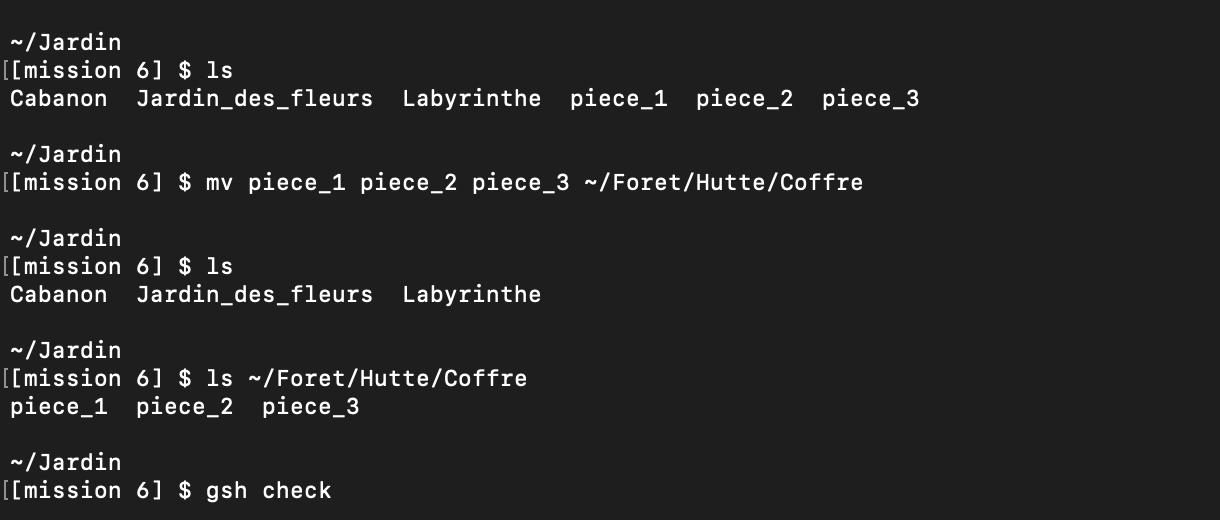 ~/Jardin
[[mission 6] $ ls
Cabanon  Jardin_des_fleurs  Labyrinthe  piece_1  piece_2  piece_3
~/Jardin
[[mission 6] $ mv piece_1 piece_2 piece_3 ~/Foret/Hutte/Coffre
~/Jardin
[[mission 6] $ ls
Cabanon  Jardin_des_fleurs  Labyrinthe
~/Jardin
[[mission 6] $ ls ~/Foret/Hutte/Coffre
piece_1  piece_2  piece_3
~/Jardin
[[mission 6] $ gsh check